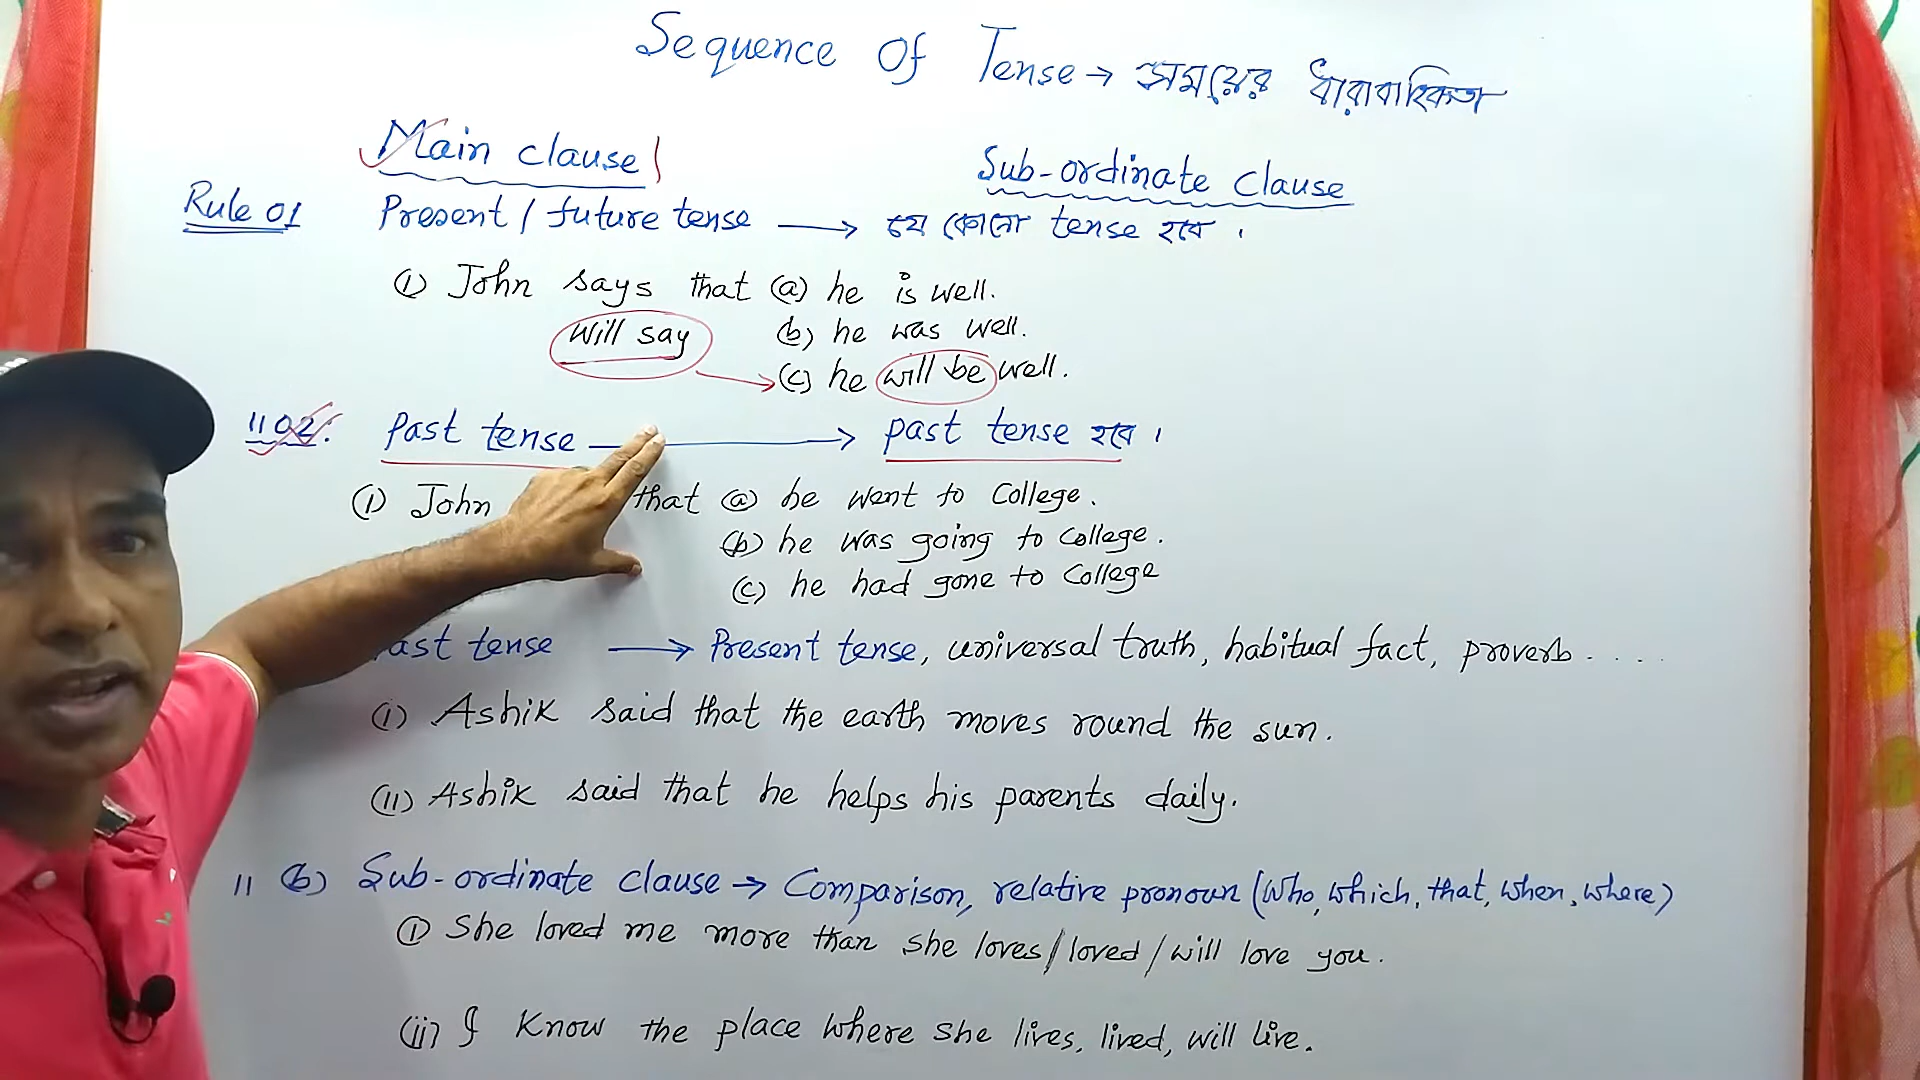 Sequence Of Tense → সময়ের ধারাবাহিকতা
Main clause
Sub-ordinate Clause
Rule 01 Present / future tense → যে কোনো tense হবে ।
(i) John says that (a) he is well.
will say (b) he was well.
(c) he will be well.
11 02: Past tense → past tense হবে ।
(i) John that (a) he went to College.
(b) he was going to College.
(c) he had gone to College
ast tense → Present tense, universal truth, habitual fact, proverb . . . .
(i) Ashik said that the earth moves round the sun.
(ii) Ashik said that he helps his parents daily.
11 (b) Sub-ordinate clause → Comparison, relative pronoun (who, which, that, when, where)
(i) She loved me more than she loves/loved/will love you.
(ii) I know the place where she lives, lived, will live.